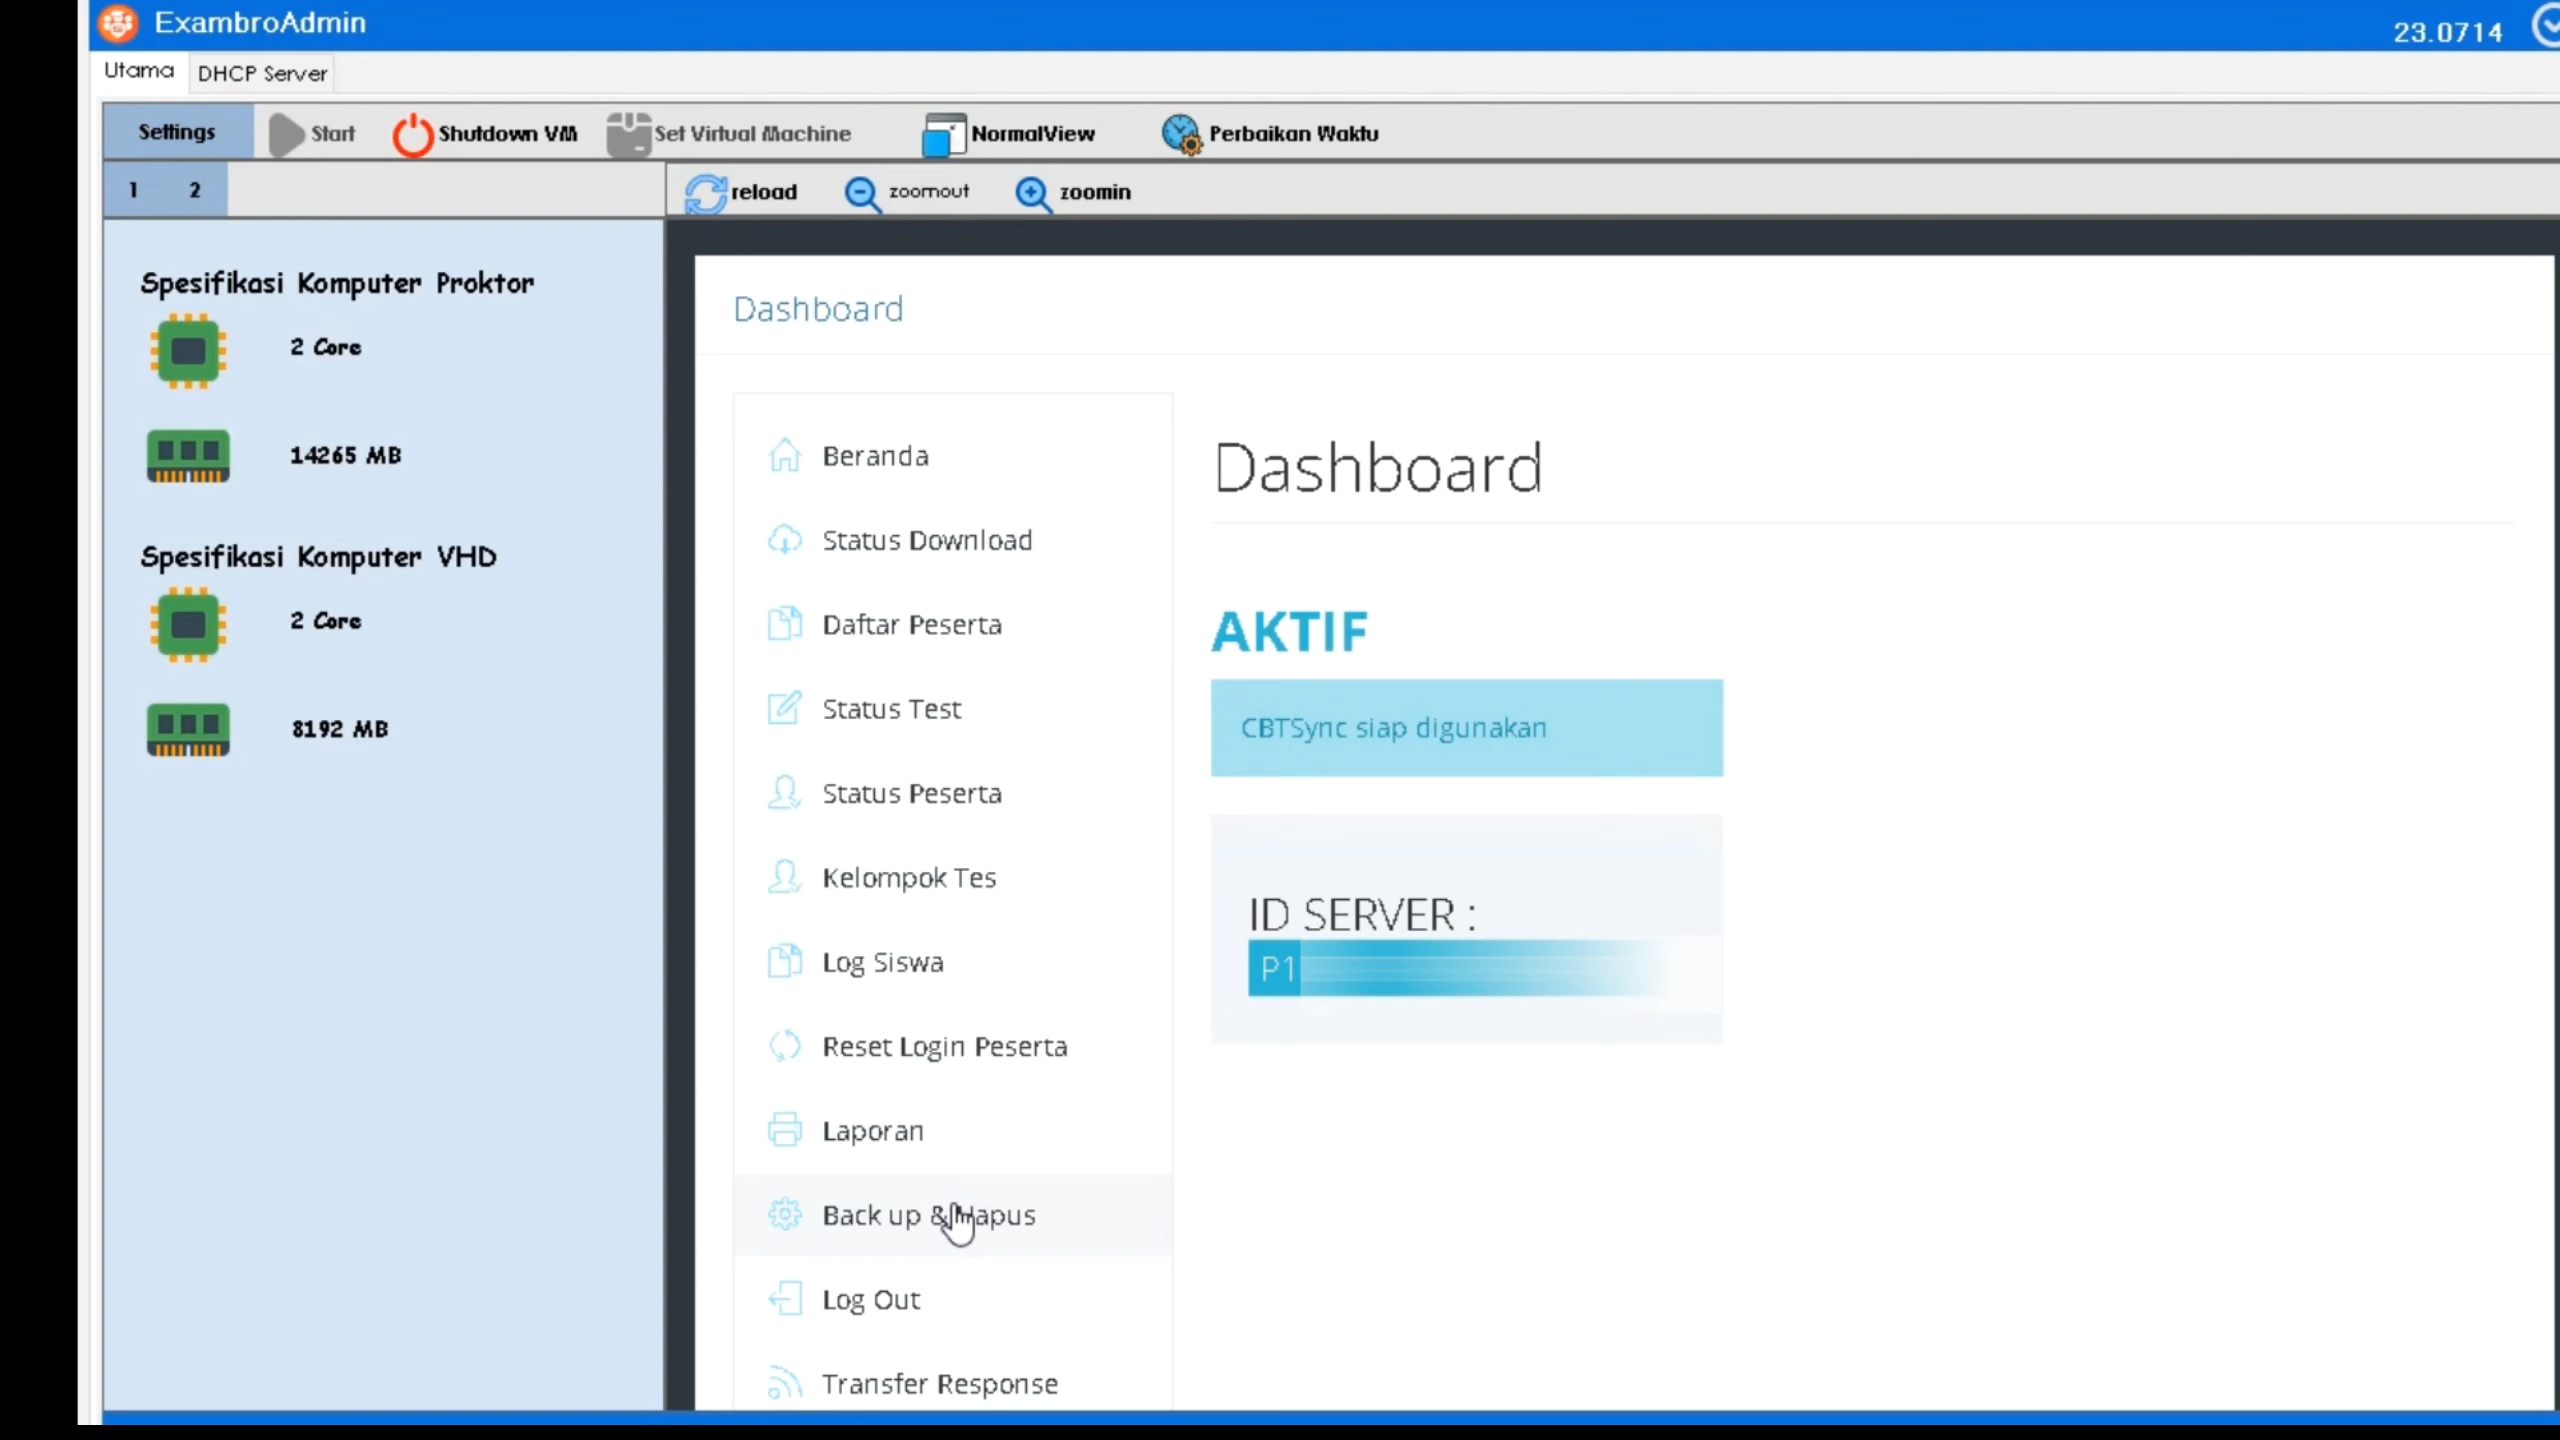 ExambroAdmin
23.0714
Utama
DHCP Server
Settings
Start
Shutdown VM
Set Virtual Machine
NormalView
Perbaikan Waktu
1
2
reload
zoomout
zoomin
Spesifikasi Komputer Proktor
2 Core
14265 MB
Spesifikasi Komputer VHD
2 Core
8192 MB
Dashboard
Beranda
Status Download
Daftar Peserta
Status Test
Status Peserta
Kelompok Tes
Log Siswa
Reset Login Peserta
Laporan
Back up & Hapus
Log Out
Transfer Response
Dashboard
AKTIF
CBTSync siap digunakan
ID SERVER :
P1